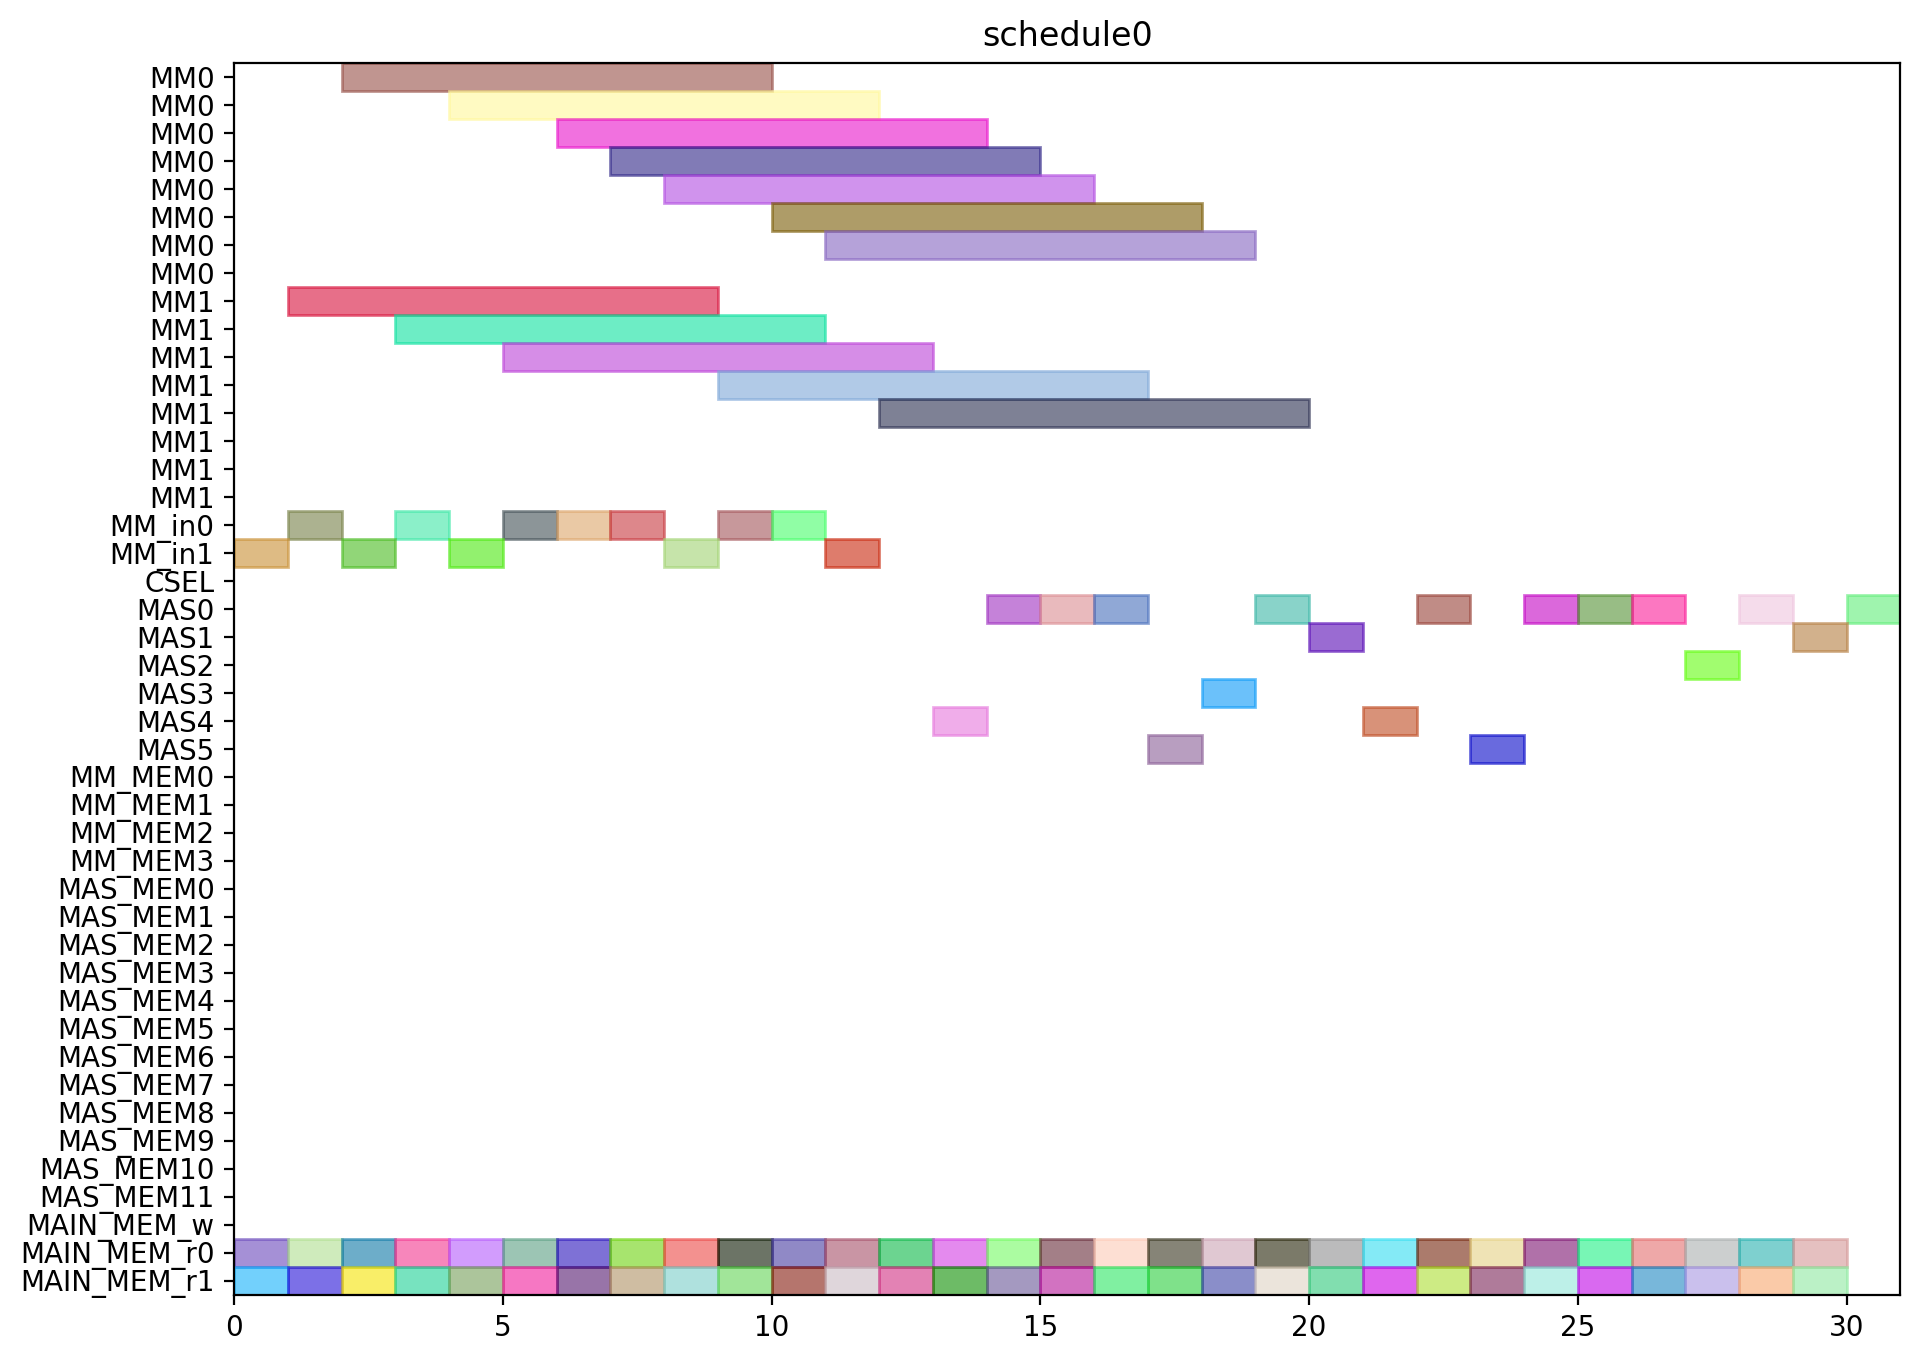 schedule0
MM0
MM0
MM0
MM0
MM0
MM0
MM0
MM0
MM1
MM1
MM1
MM1
MM1
MM1
MM1
MM1
MM_in0
MM_in1
CSEL
MAS0
MAS1
MAS2
MAS3
MAS4
MAS5
MM_MEM0
MM_MEM1
MM_MEM2
MM_MEM3
MAS_MEM0
MAS_MEM1
MAS_MEM2
MAS_MEM3
MAS_MEM4
MAS_MEM5
MAS_MEM6
MAS_MEM7
MAS_MEM8
MAS_MEM9
MAS_MEM10
MAS_MEM11
MAIN_MEM_w
MAIN_MEM_r0
MAIN_MEM_r1
0 5 10 15 20 25 30